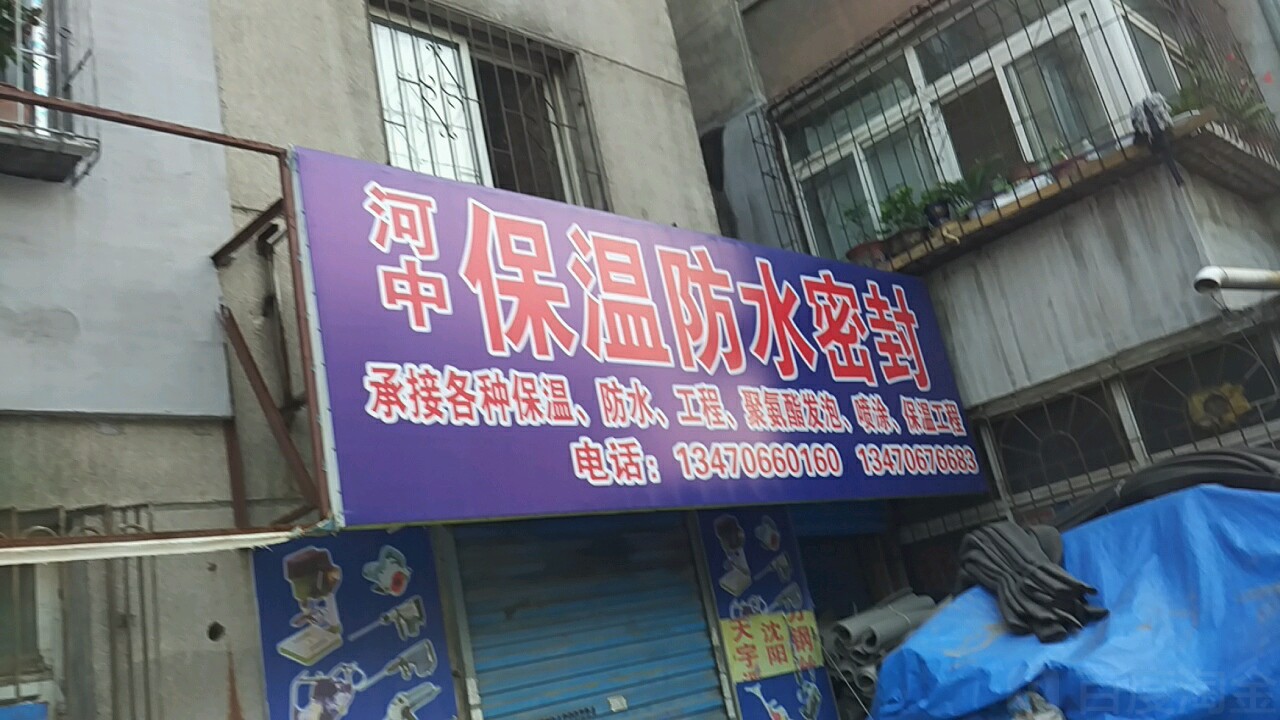 河中
保温防水密封
承接各种保温、防水、工程、聚氨酯发泡、喷涂、保温工程
电话：13470660160 13470676683
大宇
沈阳